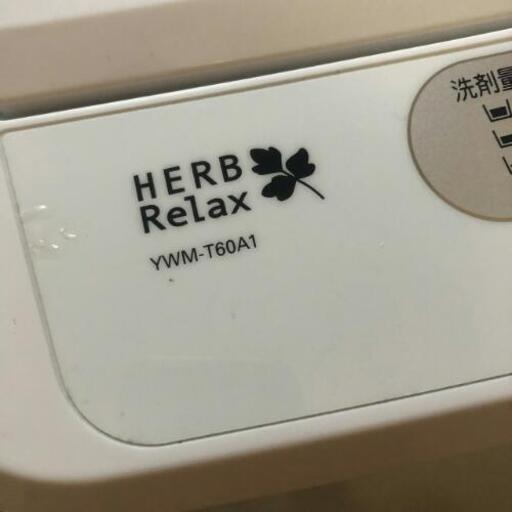 HERB
Relax
YWM-T60A1
洗剤量